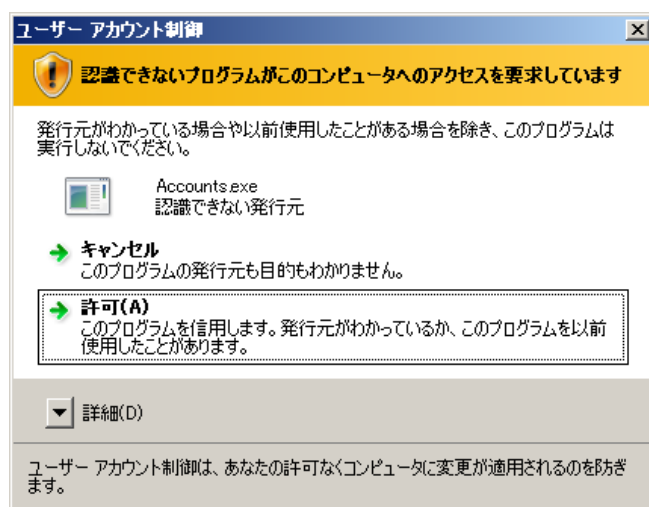 ユーザー アカウント制御
認識できないプログラムがこのコンピュータへのアクセスを要求しています
発行元がわかっている場合や以前使用したことがある場合を除き、このプログラムは
実行しないでください。
Accounts.exe
認識できない発行元
キャンセル
このプログラムの発行元も目的もわかりません。
許可(A)
このプログラムを信用します。発行元がわかっているか、このプログラムを以前
使用したことがあります。
詳細(D)
ユーザー アカウント制御は、あなたの許可なくコンピュータに変更が適用されるのを防ぎ
ます。